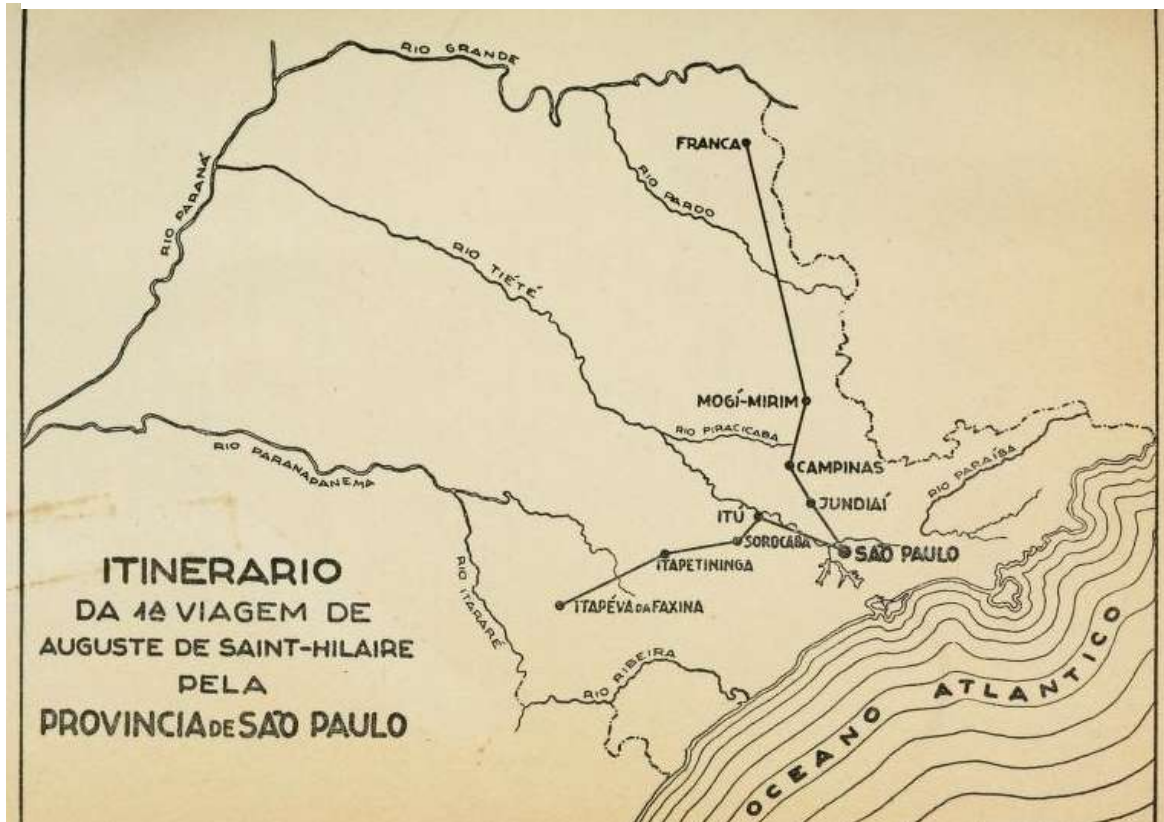 RIO GRANDE
FRANCA
RIO PARANÁ
RIO PARDO
RIO TIÉTÉ
MOGÍ-MIRIM
RIO PIRACICABA
CAMPINAS
RIO PARAÍBA
RIO PARANAPANEMA
JUNDIAÍ
ITÚ
SOROCABA
SÃO PAULO
ITAPETININGA
ITAPÉVA DA FAXINA
RIO ITARARÉ
RIO RIBEIRA
OCEANO ATLANTICO
ITINERARIO
DA 1ª VIAGEM DE
AUGUSTE DE SAINT-HILAIRE
PELA
PROVINCIA DE SÃO PAULO